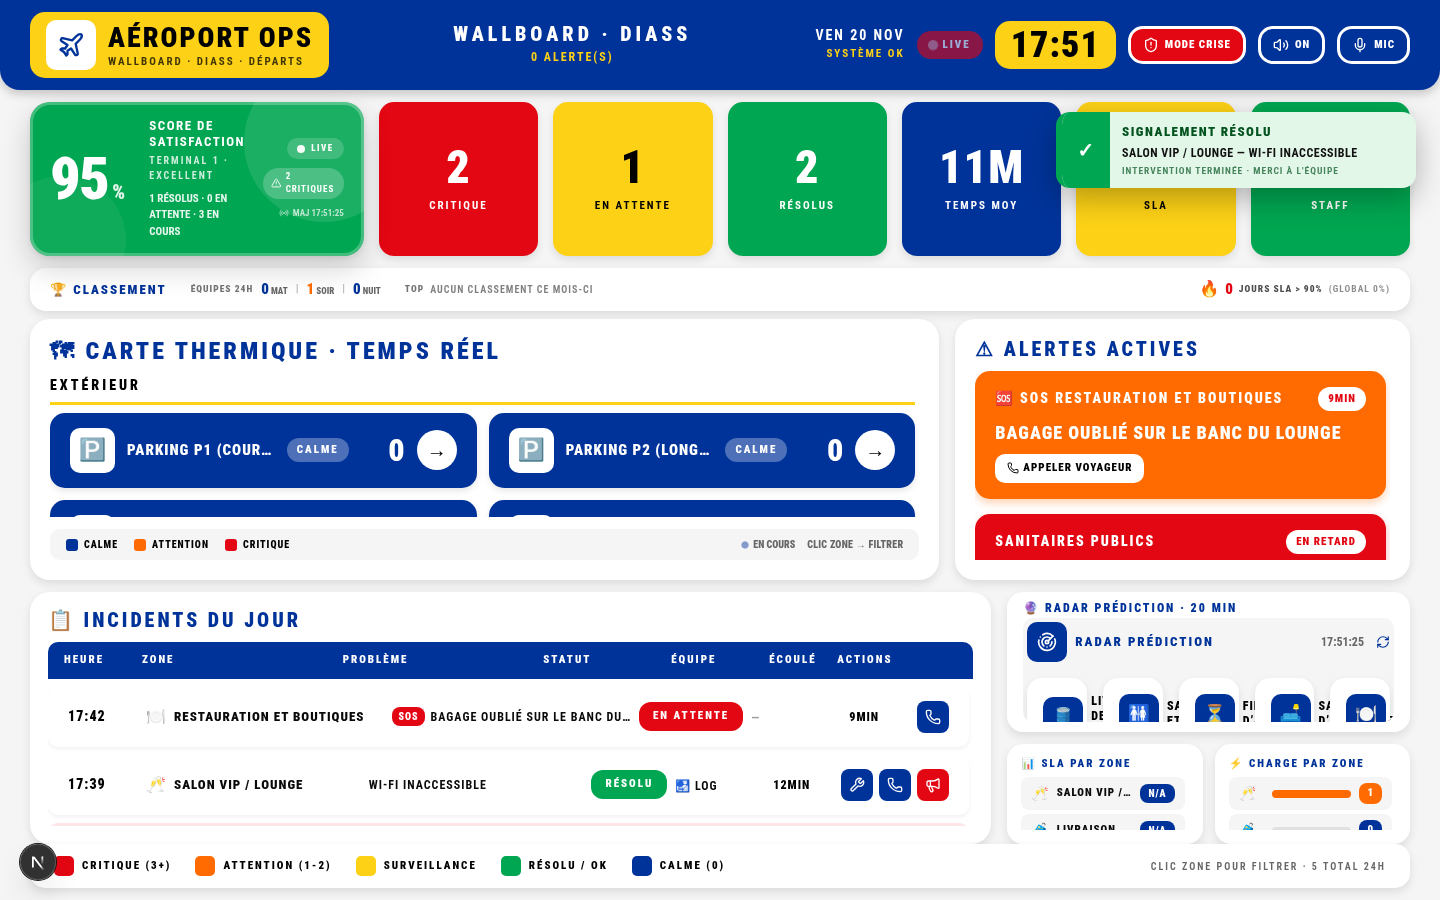 AÉROPORT OPS
WALLBOARD · DIASS · DÉPARTS
WALLBOARD · DIASS
0 ALERTE(S)
VEN 20 NOV
SYSTÈME OK
LIVE
17:51
MODE CRISE
ON
MIC
95 %
SCORE DE
SATISFACTION
TERMINAL 1 ·
EXCELLENT
1 RÉSOLUS · 0 EN
ATTENTE · 3 EN
COURS
LIVE
2
CRITIQUES
MAJ 17:51:25
2
CRITIQUE
1
EN ATTENTE
2
RÉSOLUS
11M
TEMPS MOY
SLA
STAFF
✓
SIGNALEMENT RÉSOLU
SALON VIP / LOUNGE — WI-FI INACCESSIBLE
INTERVENTION TERMINÉE · MERCI À L'ÉQUIPE
🏆 CLASSEMENT
ÉQUIPES 24H 0 MAT | 1 SOIR | 0 NUIT
TOP AUCUN CLASSEMENT CE MOIS-CI
🔥 0 JOURS SLA > 90% (GLOBAL 0%)
CARTE THERMIQUE · TEMPS RÉEL
EXTÉRIEUR
P PARKING P1 (COUR… CALME 0 →
P PARKING P2 (LONG… CALME 0 →
CALME ATTENTION CRITIQUE
EN COURS CLIC ZONE → FILTRER
⚠ ALERTES ACTIVES
SOS SOS RESTAURATION ET BOUTIQUES 9MIN
BAGAGE OUBLIÉ SUR LE BANC DU LOUNGE
APPELER VOYAGEUR
SANITAIRES PUBLICS EN RETARD
INCIDENTS DU JOUR
HEURE ZONE PROBLÈME STATUT ÉQUIPE ÉCOULÉ ACTIONS
17:42 RESTAURATION ET BOUTIQUES SOS BAGAGE OUBLIÉ SUR LE BANC DU… EN ATTENTE – 9MIN
17:39 SALON VIP / LOUNGE WI-FI INACCESSIBLE RÉSOLU LOG 12MIN
RADAR PRÉDICTION · 20 MIN
RADAR PRÉDICTION 17:51:25
SLA PAR ZONE
SALON VIP /… N/A
LIVRAISON N/A
CHARGE PAR ZONE
1
0
N
CRITIQUE (3+) ATTENTION (1-2) SURVEILLANCE RÉSOLU / OK CALME (0)
CLIC ZONE POUR FILTRER · 5 TOTAL 24H